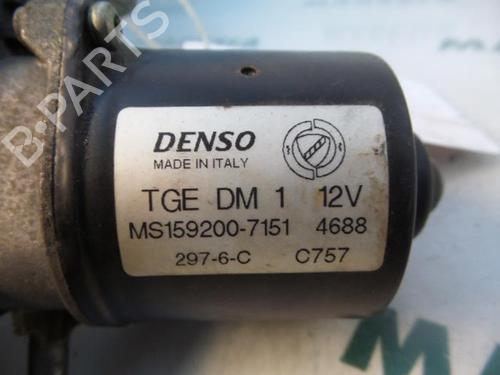 DENSO
MADE IN ITALY
TGE DM 1 12V
MS159200-7151 4688
297-6-C C757
B-PARTS